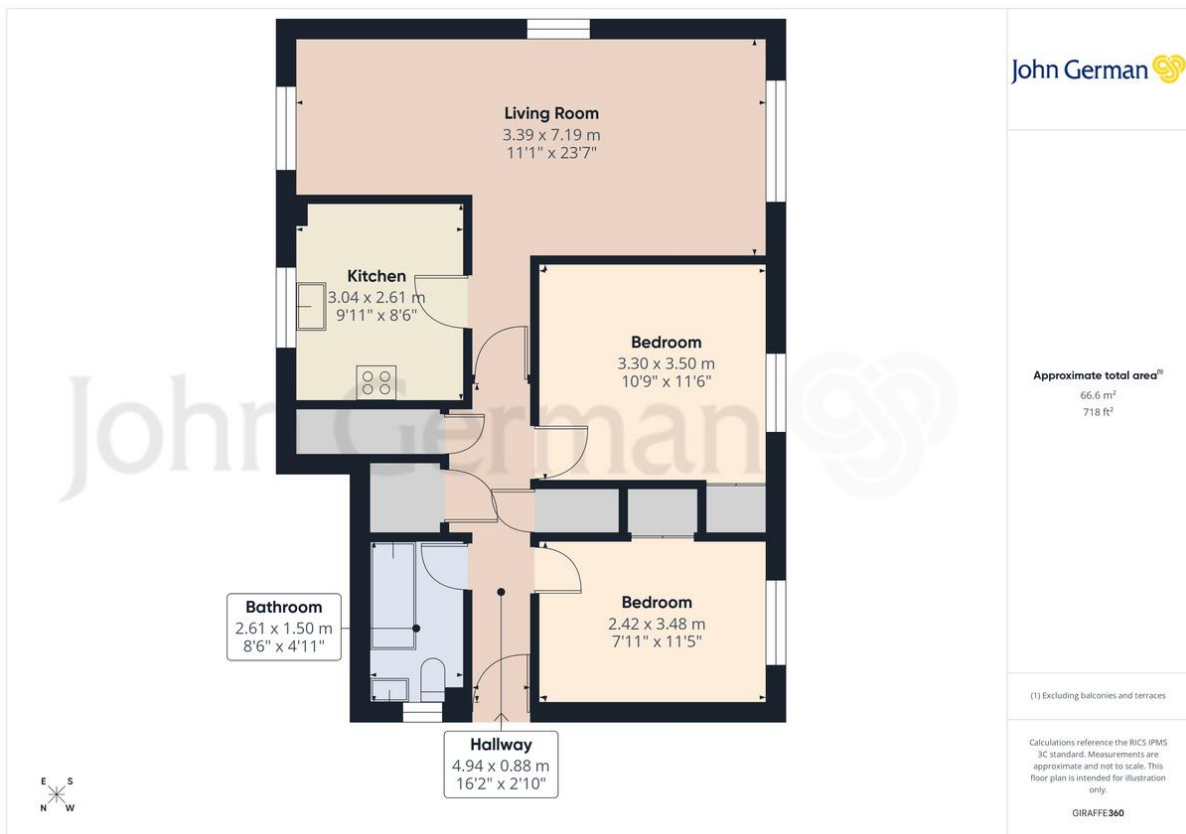 John German
Living Room
3.39 x 7.19 m
11'1" x 23'7"
Kitchen
3.04 x 2.61 m
9'11" x 8'6"
Bedroom
3.30 x 3.50 m
10'9" x 11'6"
John German
Bathroom
2.61 x 1.50 m
8'6" x 4'11"
Bedroom
2.42 x 3.48 m
7'11" x 11'5"
Hallway
4.94 x 0.88 m
16'2" x 2'10"
E S
N W
Approximate total area(1)
66.6 m²
718 ft²
(1) Excluding balconies and terraces
Calculations reference the RICS IPMS
3C standard. Measurements are
approximate and not to scale. This
floor plan is intended for illustration
only.
GIRAFFE360